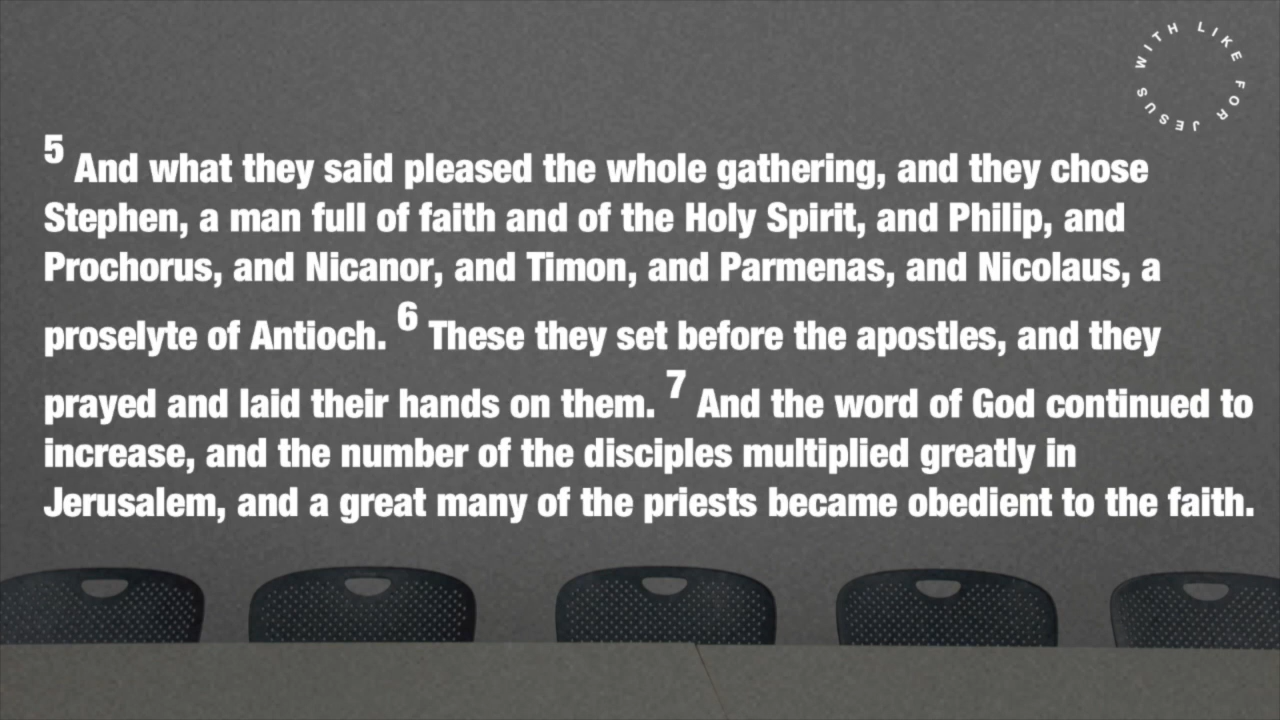 WITH LIKE FOR JESUS
5 And what they said pleased the whole gathering, and they chose
Stephen, a man full of faith and of the Holy Spirit, and Philip, and
Prochorus, and Nicanor, and Timon, and Parmenas, and Nicolaus, a
proselyte of Antioch. 6 These they set before the apostles, and they
prayed and laid their hands on them. 7 And the word of God continued to
increase, and the number of the disciples multiplied greatly in
Jerusalem, and a great many of the priests became obedient to the faith.